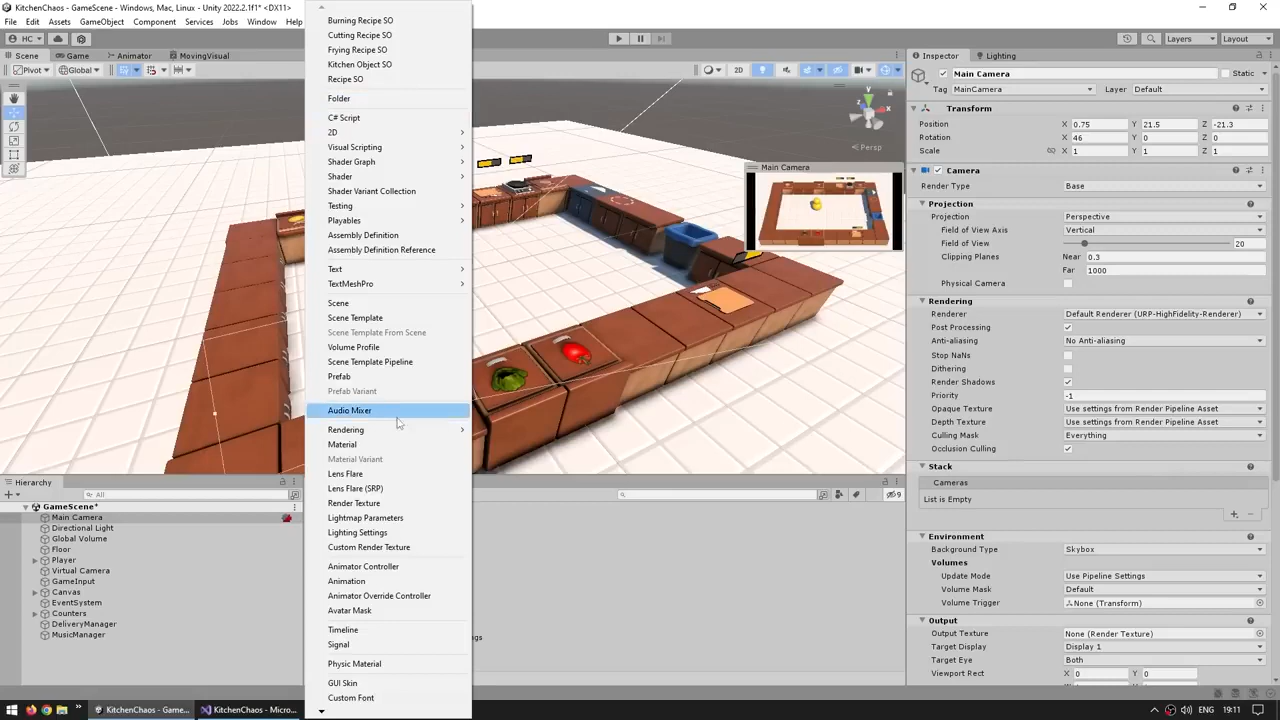 KitchenChaos - GameScene - Windows, Mac, Linux - Unity 2022.2.1f1* <DX11>
File Edit Assets GameObject Component Services Jobs Window Help
HC
Layers
Layout
Scene Game Animator MovingVisual
Pivot Global
2D
Persp
Main Camera
Burning Recipe SO
Cutting Recipe SO
Frying Recipe SO
Kitchen Object SO
Recipe SO
Folder
C# Script
2D
Visual Scripting
Shader Graph
Shader
Shader Variant Collection
Testing
Playables
Assembly Definition
Assembly Definition Reference
Text
TextMeshPro
Scene
Scene Template
Scene Template From Scene
Volume Profile
Scene Template Pipeline
Prefab
Prefab Variant
Audio Mixer
Rendering
Material
Material Variant
Lens Flare
Lens Flare (SRP)
Render Texture
Lightmap Parameters
Lighting Settings
Custom Render Texture
Animator Controller
Animation
Animator Override Controller
Avatar Mask
Timeline
Signal
Physic Material
GUI Skin
Custom Font
Hierarchy
All
GameScene*
Main Camera
Directional Light
Global Volume
Floor
Player
Virtual Camera
GameInput
Canvas
EventSystem
Counters
DeliveryManager
MusicManager
9
Inspector Lighting
Main Camera Static
Tag MainCamera Layer Default
Transform
Position X 0.75 Y 21.5 Z -21.3
Rotation X 46 Y 0 Z 0
Scale X 1 Y 1 Z 1
Camera
Render Type Base
Projection
Projection Perspective
Field of View Axis Vertical
Field of View 20
Clipping Planes Near 0.3
Far 1000
Physical Camera
Rendering
Renderer Default Renderer (URP-HighFidelity-Renderer)
Post Processing
Anti-aliasing No Anti-aliasing
Stop NaNs
Dithering
Render Shadows
Priority -1
Opaque Texture Use settings from Render Pipeline Asset
Depth Texture Use settings from Render Pipeline Asset
Culling Mask Everything
Occlusion Culling
Stack
Cameras
List is Empty
Environment
Background Type Skybox
Volumes
Update Mode Use Pipeline Settings
Volume Mask Default
Volume Trigger None (Transform)
Output
Output Texture None (Render Texture)
Target Display Display 1
Target Eye Both
Viewport Rect X 0 Y 0
KitchenChaos - Game... KitchenChaos - Micro...
ENG 19:11